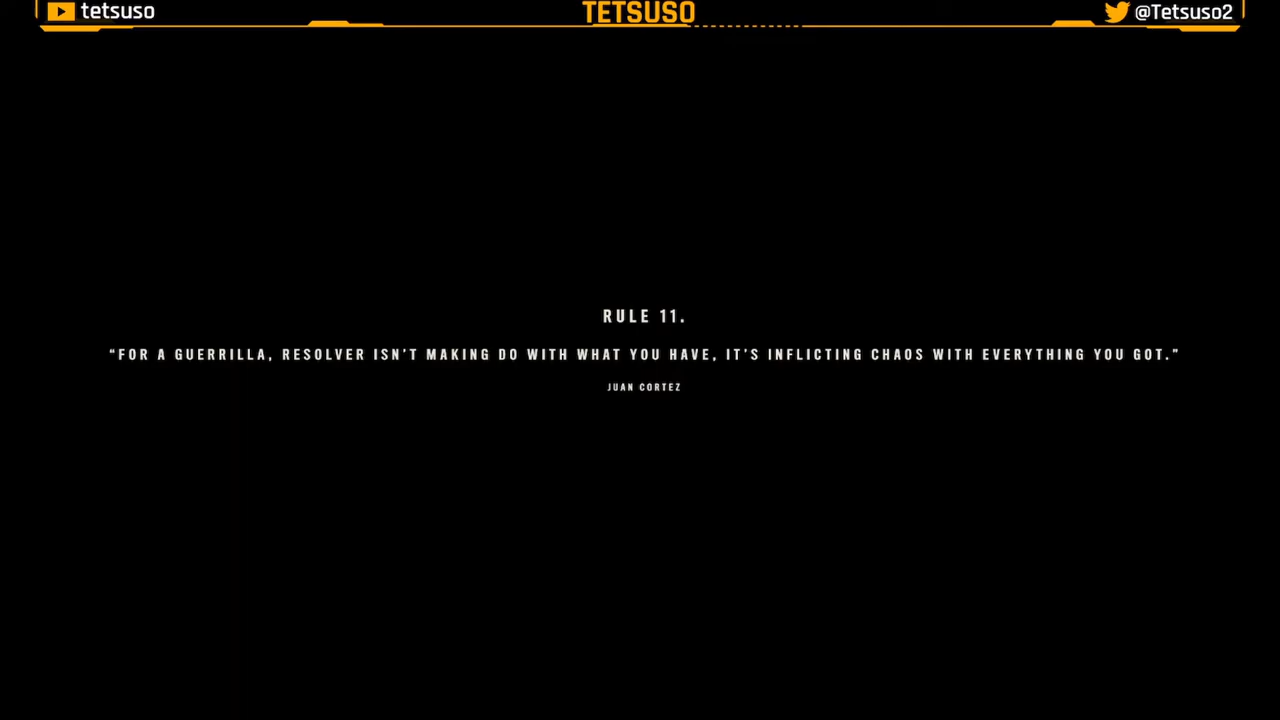 tetsuso
TETSUSO
@Tetsuso2
RULE 11.
“FOR A GUERRILLA, RESOLVER ISN’T MAKING DO WITH WHAT YOU HAVE, IT’S INFLICTING CHAOS WITH EVERYTHING YOU GOT.”
JUAN CORTEZ